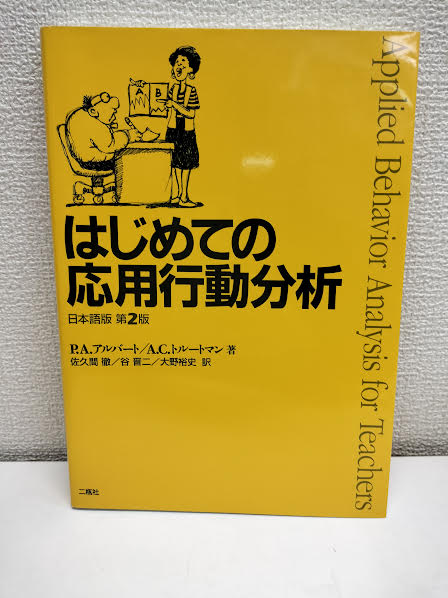 A
B
はじめての
応用行動分析
日本語版 第2版
P.A.アルバート/A.C.トルートマン 著
佐久間 徹/谷 晋二/大野裕史 訳
二瓶社
Applied Behavior Analysis for Teachers